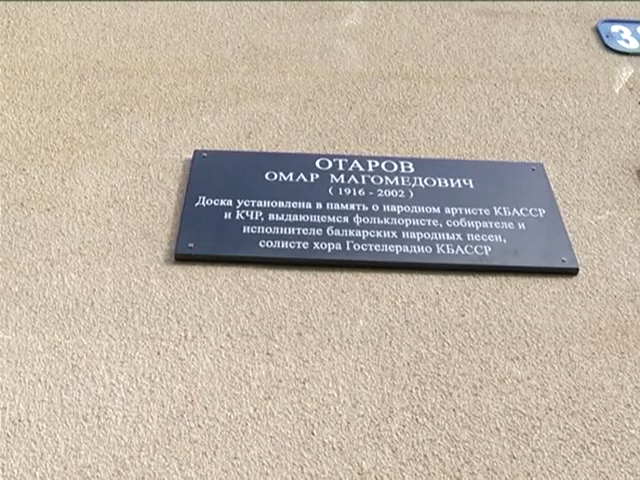 ОТАРОВ
ОМАР МАГОМЕДОВИЧ
( 1916 - 2002 )
Доска установлена в память о народном артисте КБАССР
и КЧР, выдающемся фольклористе, собирателе и
исполнителе балкарских народных песен,
солисте хора Гостелерадио КБАССР